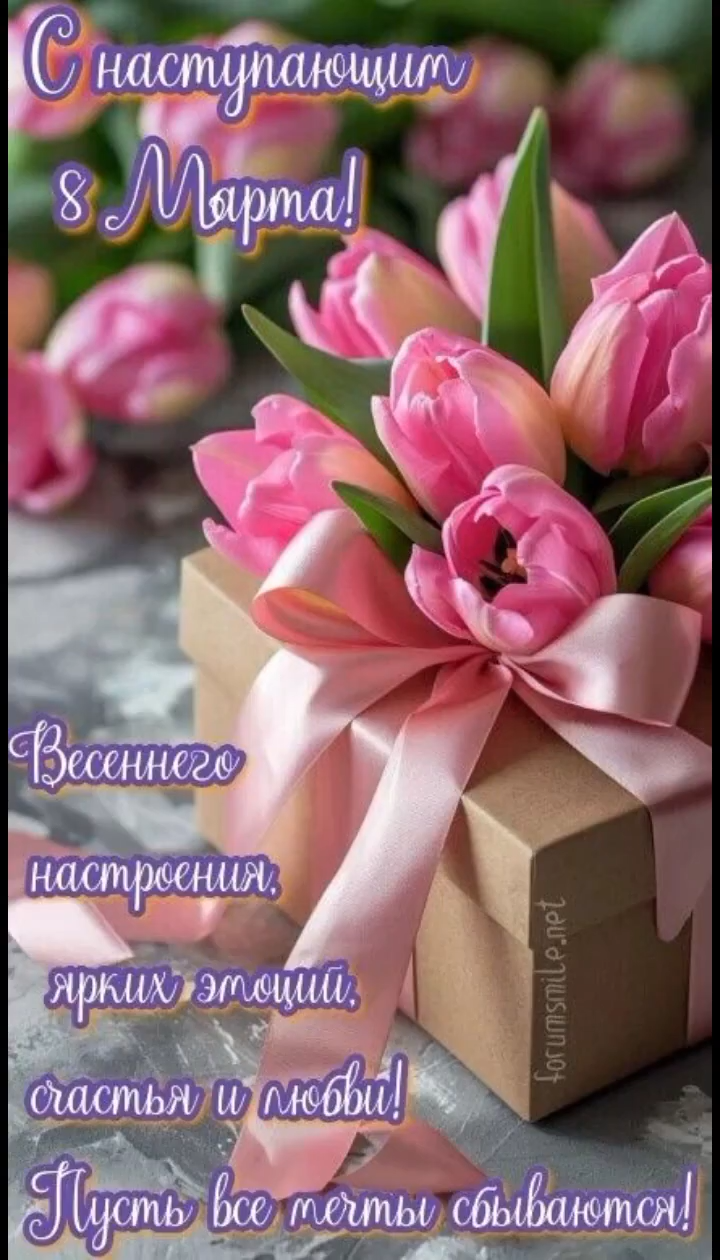 С наступающим
8 Марта!
Весеннего
настроения,
ярких эмоций,
счастья и любви!
Пусть все мечты сбываются!
forumsmile.net